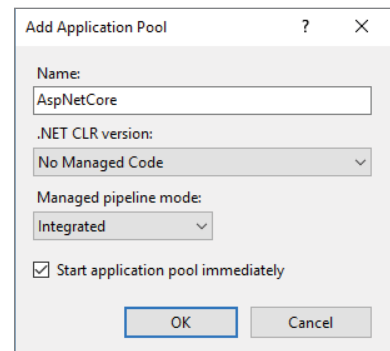 Add Application Pool ? ×
Name:
AspNetCore
.NET CLR version:
No Managed Code
Managed pipeline mode:
Integrated
Start application pool immediately
OK Cancel